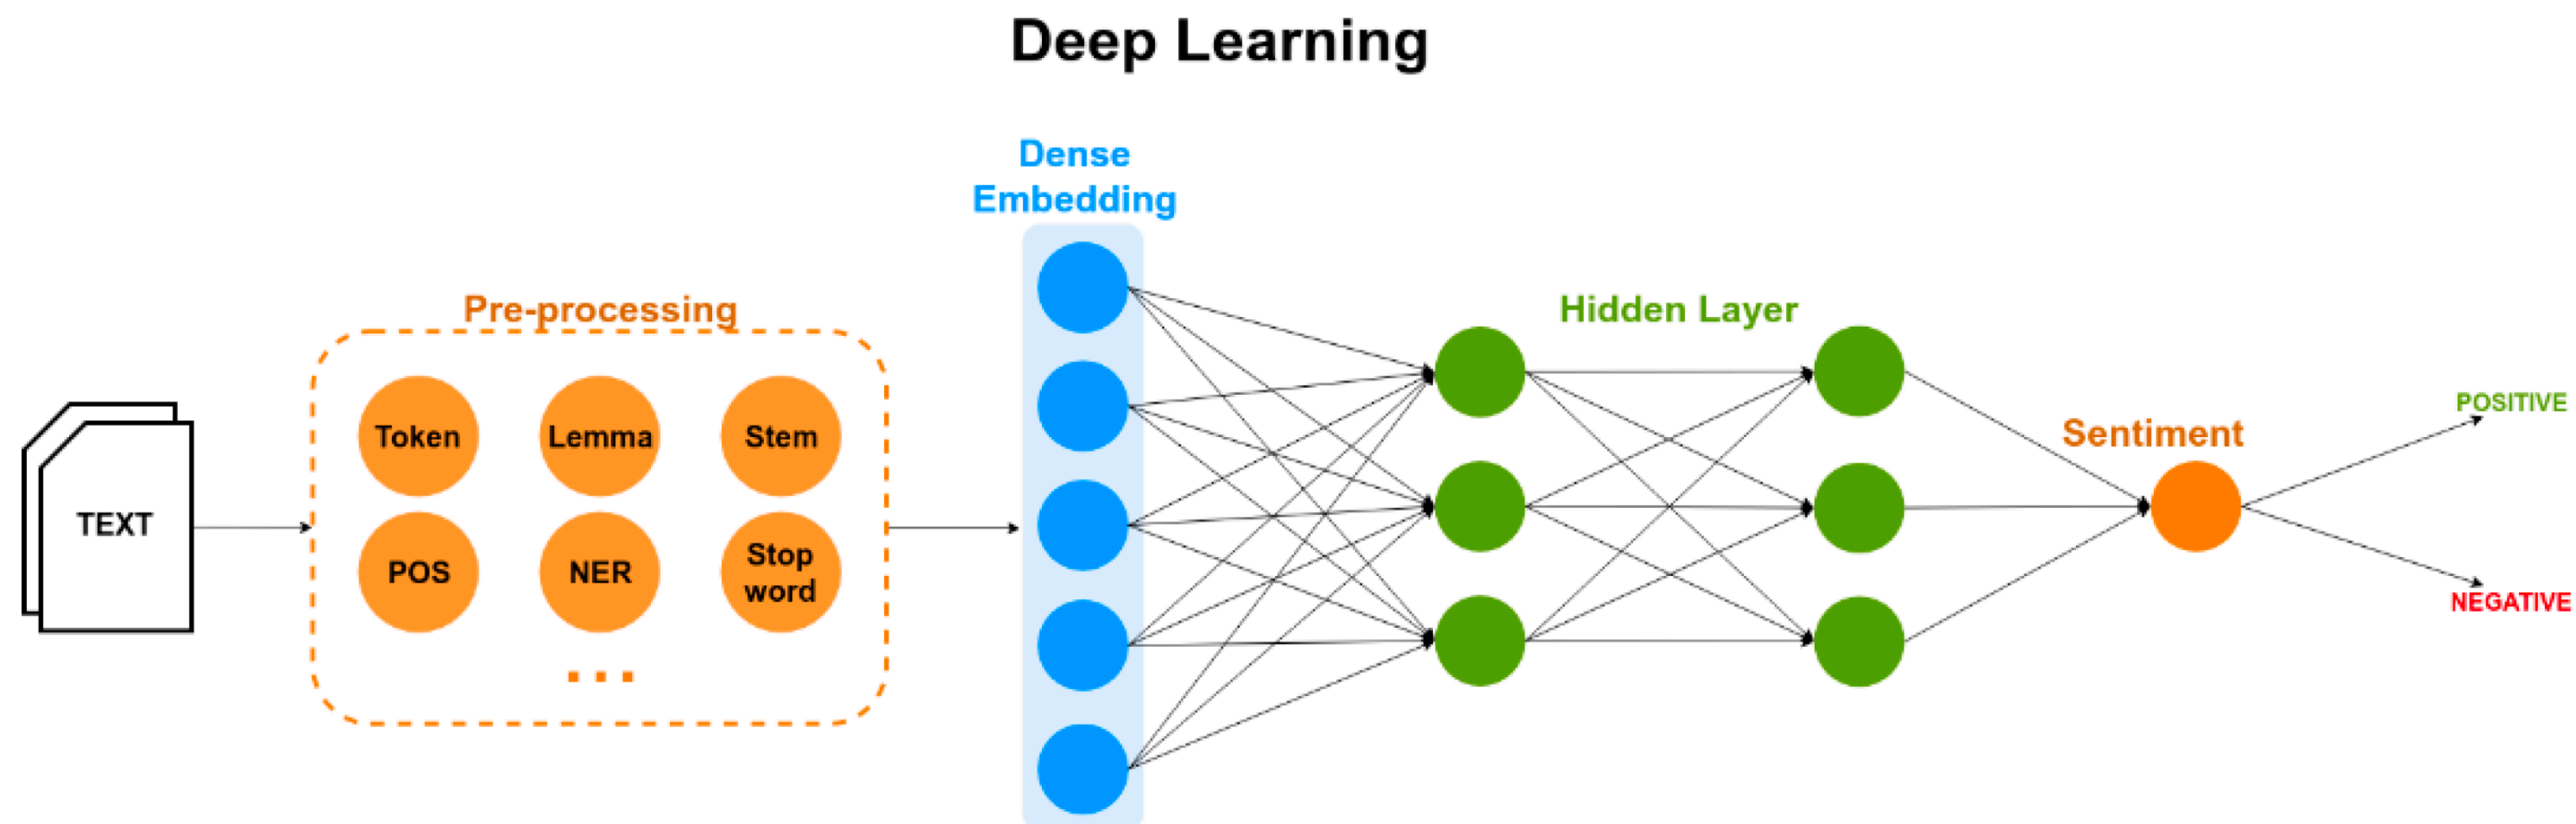 Deep Learning
Dense
Embedding
Pre-processing
Hidden Layer
Token
Lemma
Stem
POSITIVE
Sentiment
TEXT
POS
NER
Stop
word
...
NEGATIVE